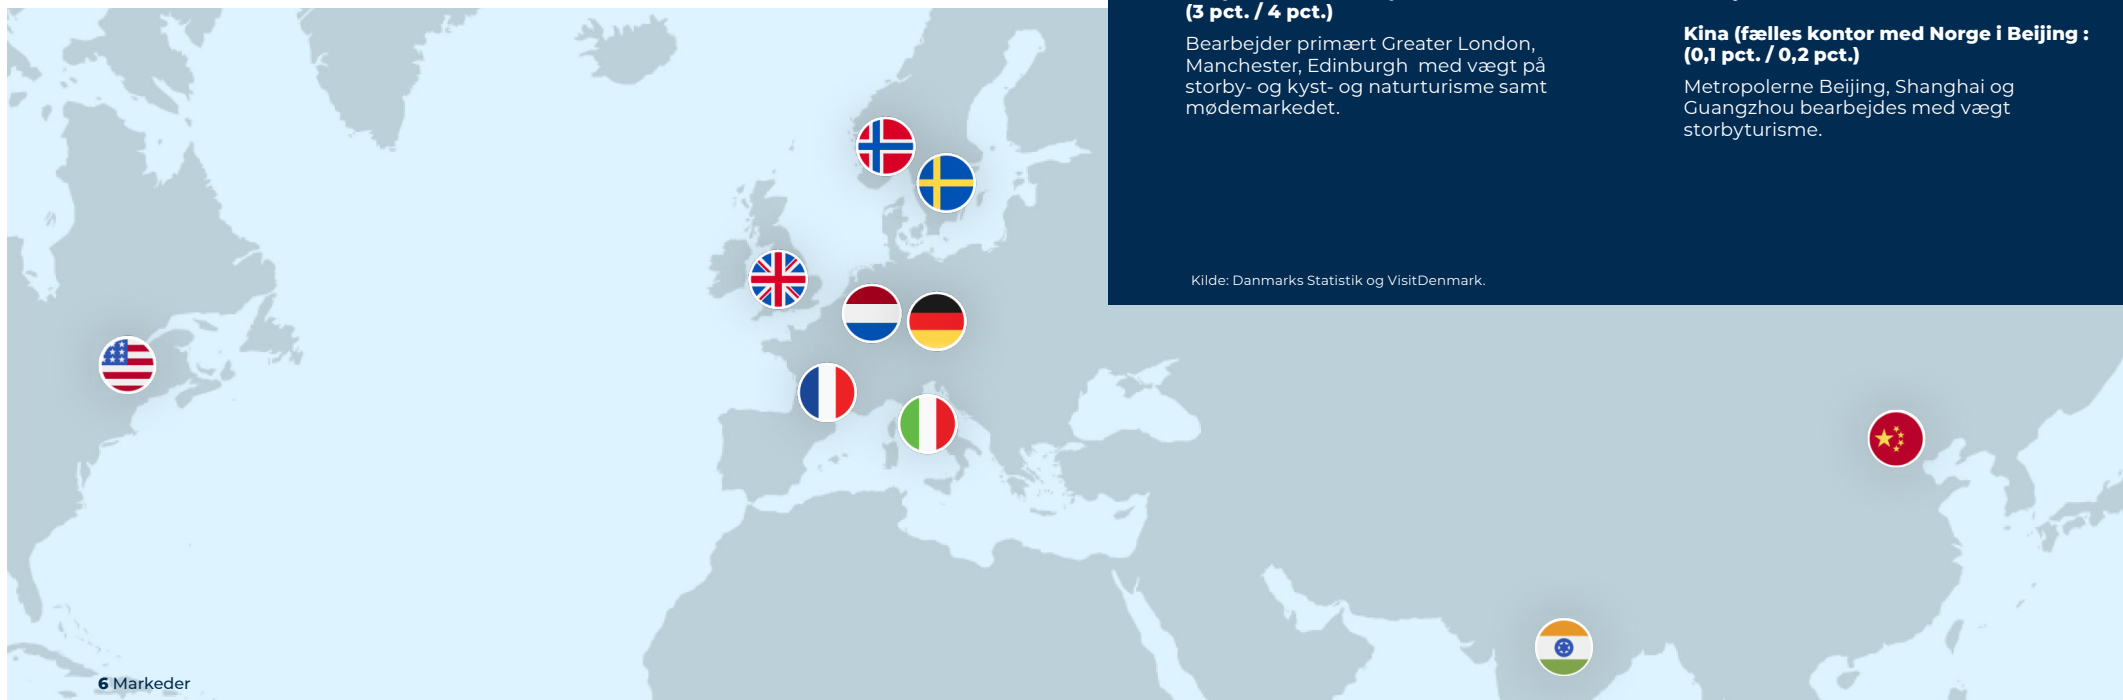 (3 pct. / 4 pct.)
Bearbejder primært Greater London,
Manchester, Edinburgh  med vægt på
storby- og kyst- og naturturisme samt
mødemarkedet.
Kina (fælles kontor med Norge i Beijing :
(0,1 pct. / 0,2 pct.)
Metropolerne Beijing, Shanghai og
Guangzhou bearbejdes med vægt
storbyturisme.
Kilde: Danmarks Statistik og VisitDenmark.
6 Markeder